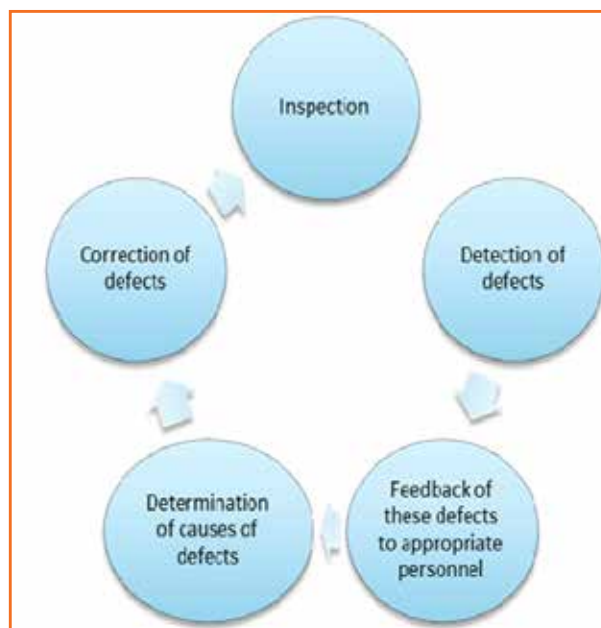 Inspection
Detection of
defects
Feedback of
these defects
to appropriate
personnel
Determination
of causes of
defects
Correction of
defects